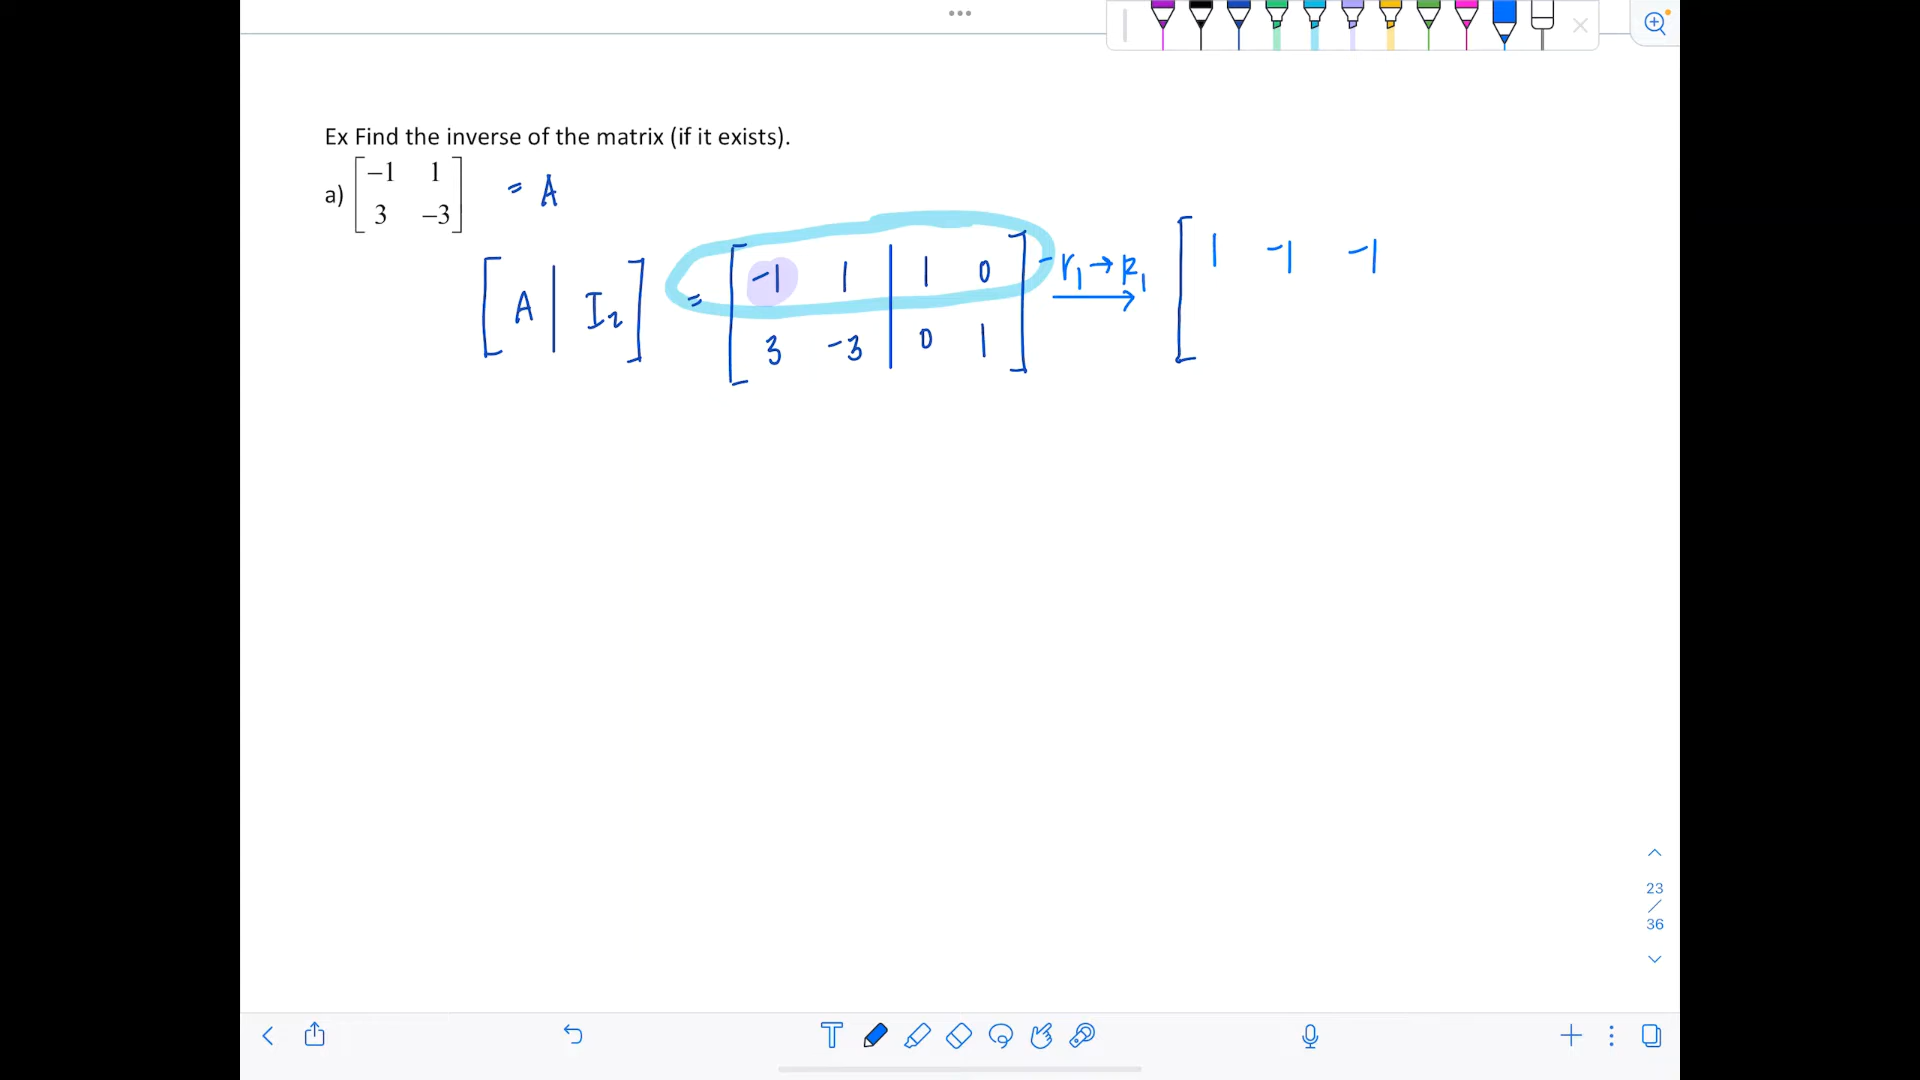 Ex Find the inverse of the matrix (if it exists).
a) [ −1 1 ] = A
[ 3 −3 ]
[ A | I₂ ] = [ -1 1 | 1 0 ] -r₁ → R₁ [ 1 -1 -1
[ 3 -3 | 0 1 ]
23
/
36
T